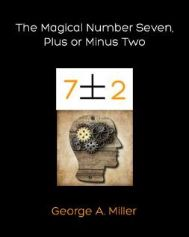 The Magical Number Seven,
Plus or Minus Two
7±2
George A. Miller